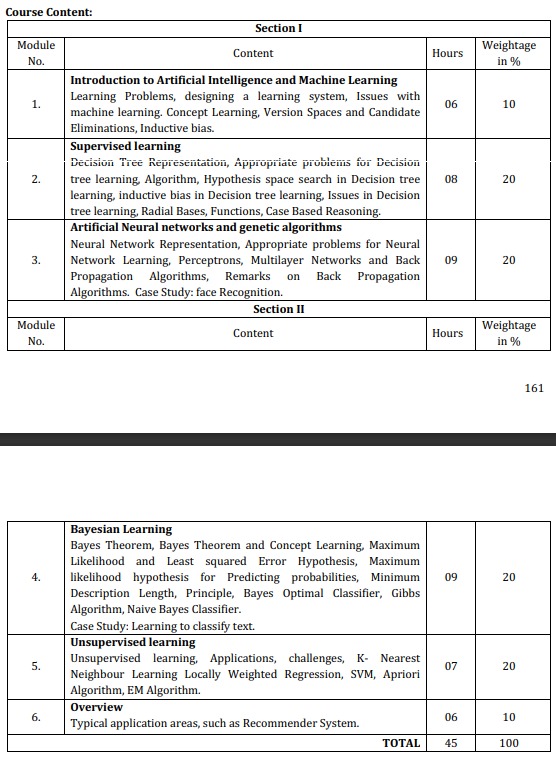 Course Content:
Section I
Module No. Content Hours Weightage in %
Introduction to Artificial Intelligence and Machine Learning
Learning Problems, designing a learning system, Issues with
1. machine learning. Concept Learning, Version Spaces and Candidate 06 10
Eliminations, Inductive bias.
Supervised learning
Decision Tree Representation, Appropriate problems for Decision
2. tree learning, Algorithm, Hypothesis space search in Decision tree 08 20
learning, inductive bias in Decision tree learning, Issues in Decision
tree learning, Radial Bases, Functions, Case Based Reasoning.
Artificial Neural networks and genetic algorithms
Neural Network Representation, Appropriate problems for Neural
3. Network Learning, Perceptrons, Multilayer Networks and Back 09 20
Propagation Algorithms, Remarks on Back Propagation
Algorithms. Case Study: face Recognition.
Section II
Module No. Content Hours Weightage in %
161
Bayesian Learning
Bayes Theorem, Bayes Theorem and Concept Learning, Maximum
Likelihood and Least squared Error Hypothesis, Maximum
4. likelihood hypothesis for Predicting probabilities, Minimum 09 20
Description Length, Principle, Bayes Optimal Classifier, Gibbs
Algorithm, Naive Bayes Classifier.
Case Study: Learning to classify text.
Unsupervised learning
Unsupervised learning, Applications, challenges, K- Nearest
5. Neighbour Learning Locally Weighted Regression, SVM, Apriori 07 20
Algorithm, EM Algorithm.
Overview
6. Typical application areas, such as Recommender System. 06 10
TOTAL 45 100